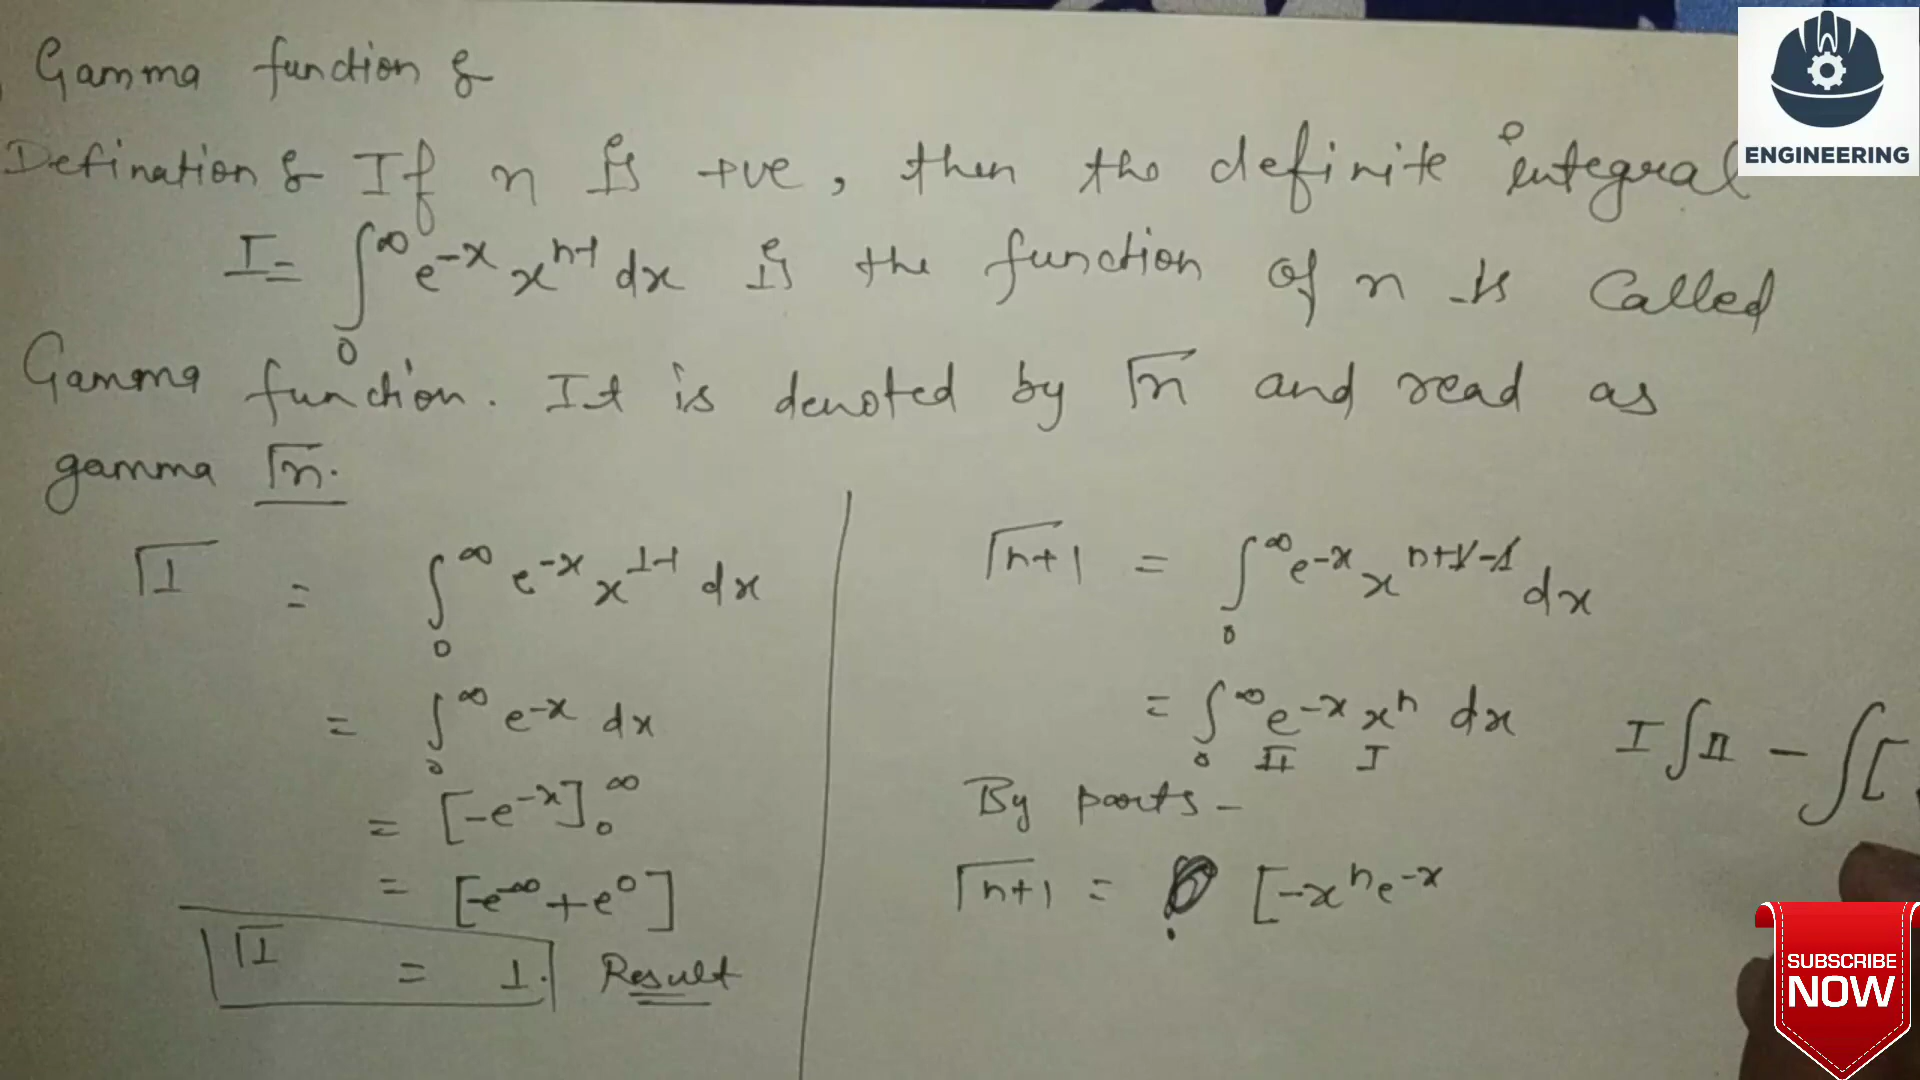 Gamma function :-
Defination :- If n is +ve, then the definite integral
I = ∫₀^∞ e^-x x^n-1 dx is the function of n is called
Gamma function. It is denoted by Γn and read as
gamma Γn.
Γ1 = ∫₀^∞ e^-x x^1-1 dx
= ∫₀^∞ e^-x dx
= [-e^-x]₀^∞
= [-e^-∞ + e^0]
Γ1 = 1. Result
Γn+1 = ∫₀^∞ e^-x x^n+1-1 dx
= ∫₀^∞ e^-x x^n dx I∫II - ∫[
II I
By parts -
Γn+1 = [-x^n e^-x
ENGINEERING
SUBSCRIBE
NOW